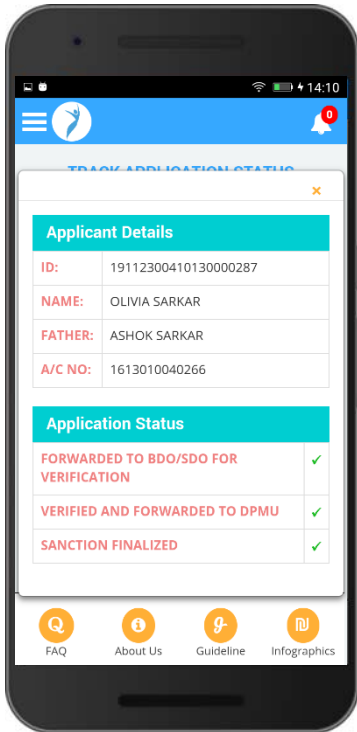 14:10
0
TRACK APPLICATION STATUS
×
Applicant Details
ID: 19112300410130000287
NAME: OLIVIA SARKAR
FATHER: ASHOK SARKAR
A/C NO: 1613010040266
Application Status
FORWARDED TO BDO/SDO FOR
VERIFICATION ✓
VERIFIED AND FORWARDED TO DPMU ✓
SANCTION FINALIZED ✓
FAQ About Us Guideline Infographics